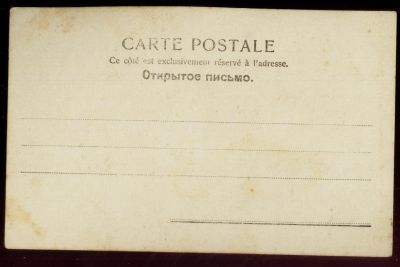 CARTE POSTALE
Ce côté est exclusivement réservé à l'adresse.
Открытое письмо.